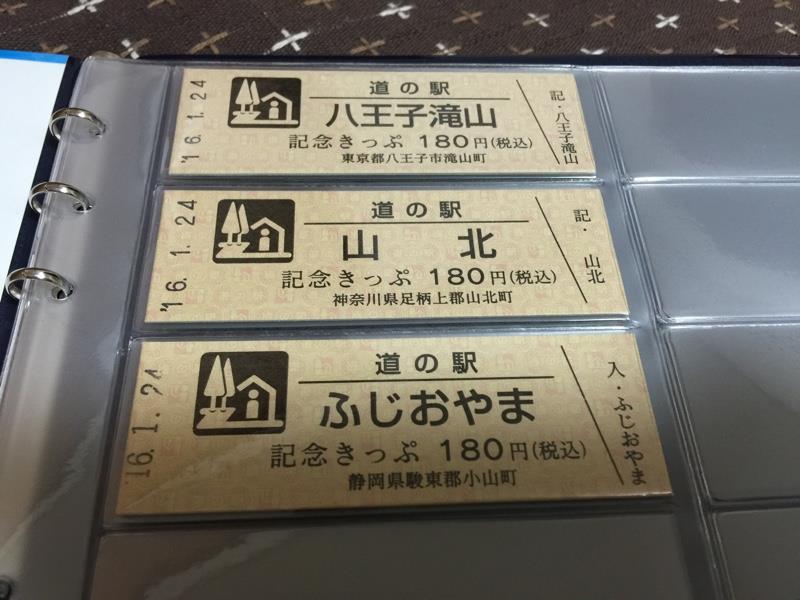 '16.1.24
道の駅
八王子滝山
記念きっぷ 180円(税込)
東京都八王子市滝山町
記・八王子滝山
'16.1.24
道の駅
山 北
記念きっぷ 180円(税込)
神奈川県足柄上郡山北町
記・山北
'16.1.24
道の駅
ふじおやま
記念きっぷ 180円(税込)
静岡県駿東郡小山町
入・ふじおやま